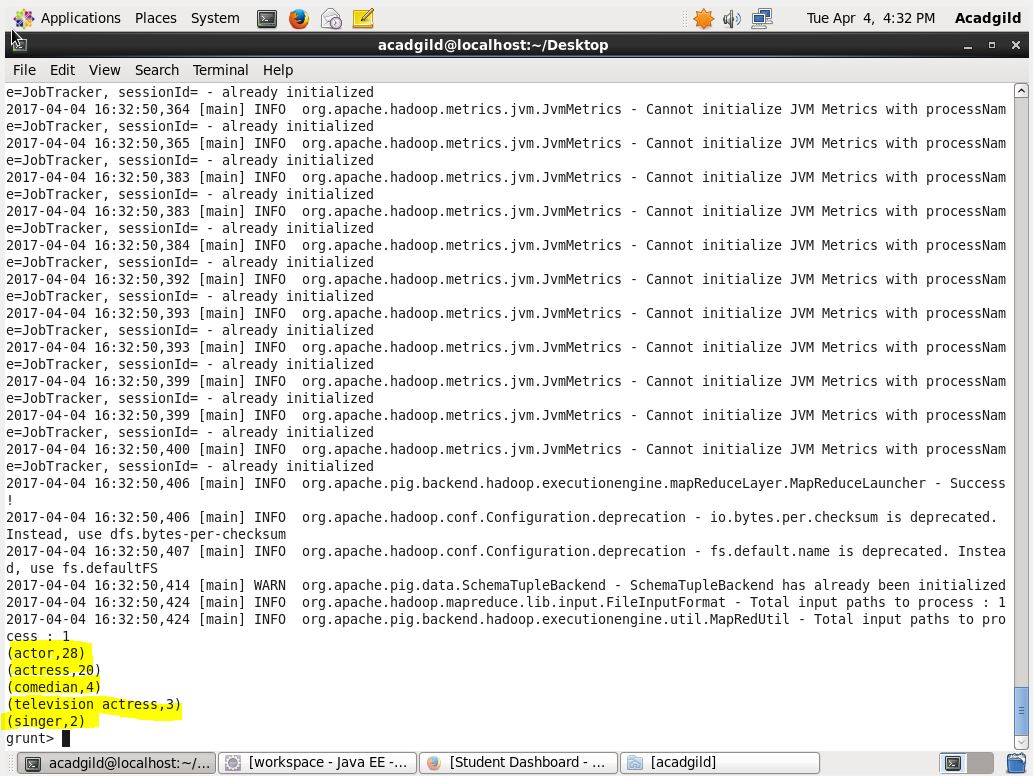 Applications Places System Tue Apr 4, 4:32 PM Acadgild
acadgild@localhost:~/Desktop
File Edit View Search Terminal Help
e=JobTracker, sessionId= - already initialized
2017-04-04 16:32:50,364 [main] INFO  org.apache.hadoop.metrics.jvm.JvmMetrics - Cannot initialize JVM Metrics with processNam
e=JobTracker, sessionId= - already initialized
2017-04-04 16:32:50,365 [main] INFO  org.apache.hadoop.metrics.jvm.JvmMetrics - Cannot initialize JVM Metrics with processNam
e=JobTracker, sessionId= - already initialized
2017-04-04 16:32:50,383 [main] INFO  org.apache.hadoop.metrics.jvm.JvmMetrics - Cannot initialize JVM Metrics with processNam
e=JobTracker, sessionId= - already initialized
2017-04-04 16:32:50,383 [main] INFO  org.apache.hadoop.metrics.jvm.JvmMetrics - Cannot initialize JVM Metrics with processNam
e=JobTracker, sessionId= - already initialized
2017-04-04 16:32:50,384 [main] INFO  org.apache.hadoop.metrics.jvm.JvmMetrics - Cannot initialize JVM Metrics with processNam
e=JobTracker, sessionId= - already initialized
2017-04-04 16:32:50,392 [main] INFO  org.apache.hadoop.metrics.jvm.JvmMetrics - Cannot initialize JVM Metrics with processNam
e=JobTracker, sessionId= - already initialized
2017-04-04 16:32:50,393 [main] INFO  org.apache.hadoop.metrics.jvm.JvmMetrics - Cannot initialize JVM Metrics with processNam
e=JobTracker, sessionId= - already initialized
2017-04-04 16:32:50,393 [main] INFO  org.apache.hadoop.metrics.jvm.JvmMetrics - Cannot initialize JVM Metrics with processNam
e=JobTracker, sessionId= - already initialized
2017-04-04 16:32:50,399 [main] INFO  org.apache.hadoop.metrics.jvm.JvmMetrics - Cannot initialize JVM Metrics with processNam
e=JobTracker, sessionId= - already initialized
2017-04-04 16:32:50,399 [main] INFO  org.apache.hadoop.metrics.jvm.JvmMetrics - Cannot initialize JVM Metrics with processNam
e=JobTracker, sessionId= - already initialized
2017-04-04 16:32:50,400 [main] INFO  org.apache.hadoop.metrics.jvm.JvmMetrics - Cannot initialize JVM Metrics with processNam
e=JobTracker, sessionId= - already initialized
2017-04-04 16:32:50,406 [main] INFO  org.apache.pig.backend.hadoop.executionengine.mapReduceLayer.MapReduceLauncher - Success
!
2017-04-04 16:32:50,406 [main] INFO  org.apache.hadoop.conf.Configuration.deprecation - io.bytes.per.checksum is deprecated.
Instead, use dfs.bytes-per-checksum
2017-04-04 16:32:50,407 [main] INFO  org.apache.hadoop.conf.Configuration.deprecation - fs.default.name is deprecated. Instea
d, use fs.defaultFS
2017-04-04 16:32:50,414 [main] WARN  org.apache.pig.data.SchemaTupleBackend - SchemaTupleBackend has already been initialized
2017-04-04 16:32:50,424 [main] INFO  org.apache.hadoop.mapreduce.lib.input.FileInputFormat - Total input paths to process : 1
2017-04-04 16:32:50,424 [main] INFO  org.apache.pig.backend.hadoop.executionengine.util.MapRedUtil - Total input paths to pro
cess : 1
(actor,28)
(actress,20)
(comedian,4)
(television actress,3)
(singer,2)
grunt>
acadgild@localhost:~/... [workspace - Java EE -... [Student Dashboard - ... [acadgild]